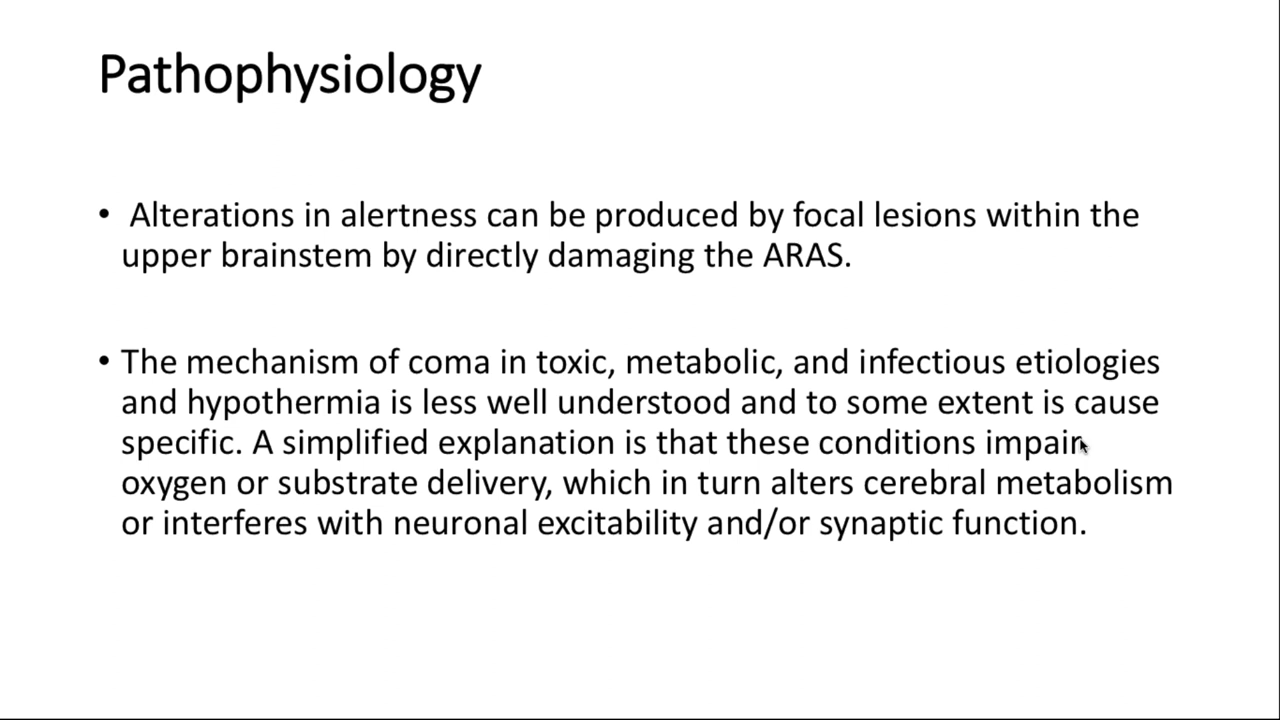 Pathophysiology
• Alterations in alertness can be produced by focal lesions within the
upper brainstem by directly damaging the ARAS.
• The mechanism of coma in toxic, metabolic, and infectious etiologies
and hypothermia is less well understood and to some extent is cause
specific. A simplified explanation is that these conditions impair
oxygen or substrate delivery, which in turn alters cerebral metabolism
or interferes with neuronal excitability and/or synaptic function.